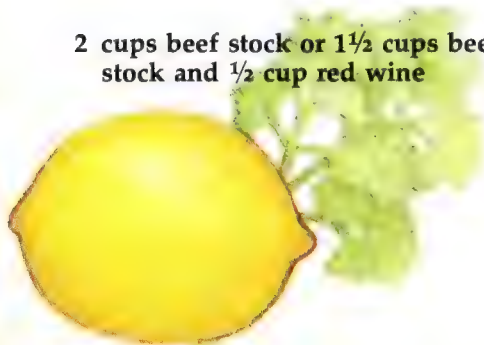 2 cups beef stock or 1½ cups bee
stock and ½ cup red wine